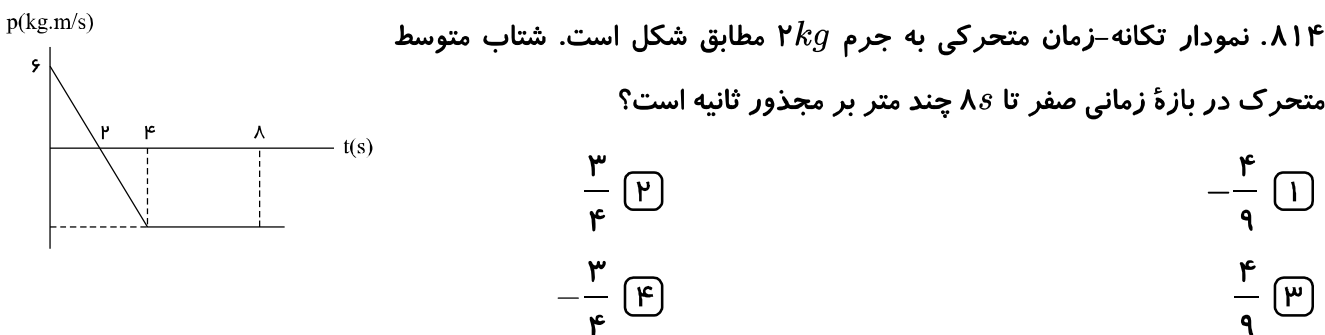 ۸۱۴. نمودار تکانه-زمان متحرکی به جرم ۲kg مطابق شکل است. شتاب متوسط
متحرک در بازهٔ زمانی صفر تا ۸s چند متر بر مجذور ثانیه است؟
۱ -۴/۹
۲ ۳/۴
۳ ۴/۹
۴ -۳/۴
p(kg.m/s)
۶
۲ ۴ ۸
t(s)